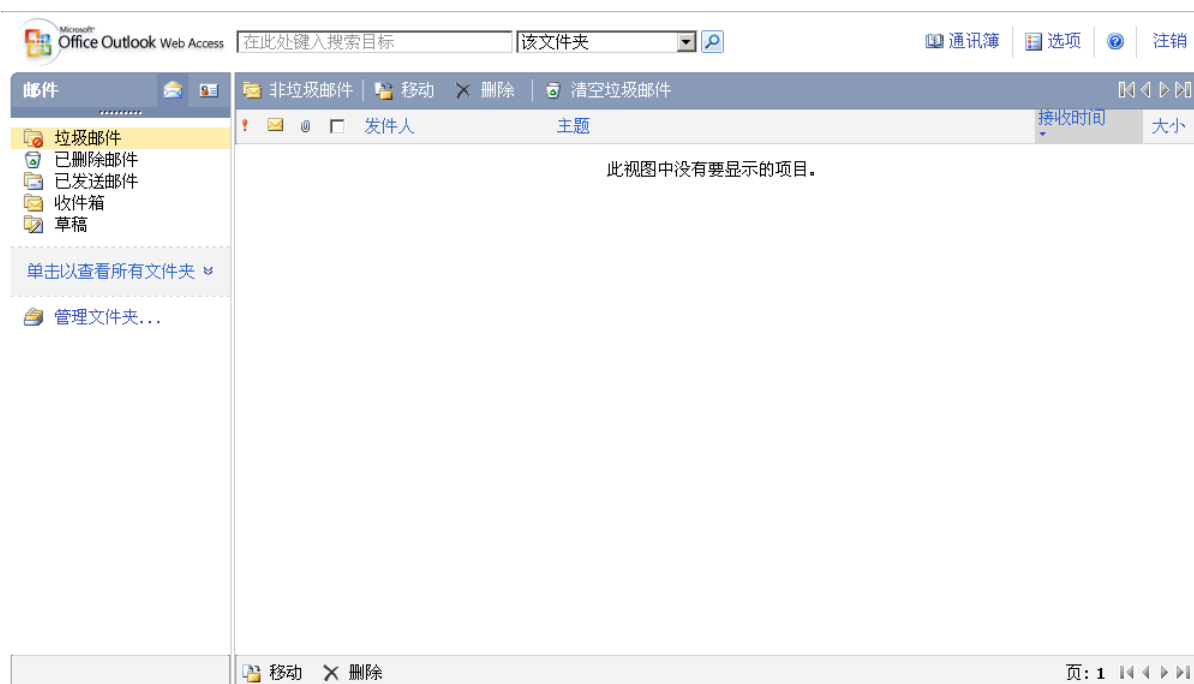 Microsoft
Office Outlook Web Access 在此处键入搜索目标 该文件夹 通讯簿 选项 注销
邮件 非垃圾邮件 移动 删除 清空垃圾邮件
发件人 主题 接收时间 大小
垃圾邮件
已删除邮件
已发送邮件
收件箱
草稿
单击以查看所有文件夹
管理文件夹...
此视图中没有要显示的项目。
移动 删除 页: 1